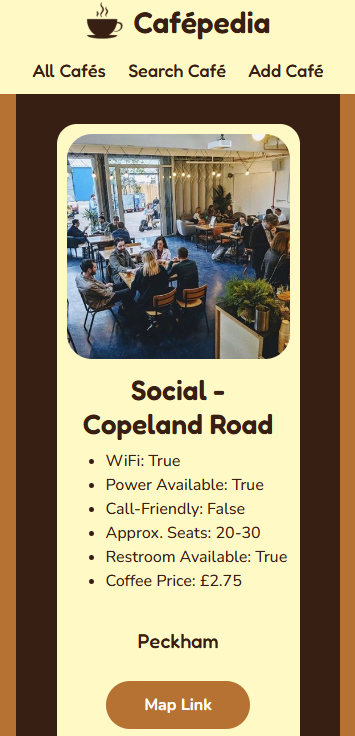 Cafépedia
All Cafés Search Café Add Café
Social -
Copeland Road
WiFi: True
Power Available: True
Call-Friendly: False
Approx. Seats: 20-30
Restroom Available: True
Coffee Price: £2.75
Peckham
Map Link